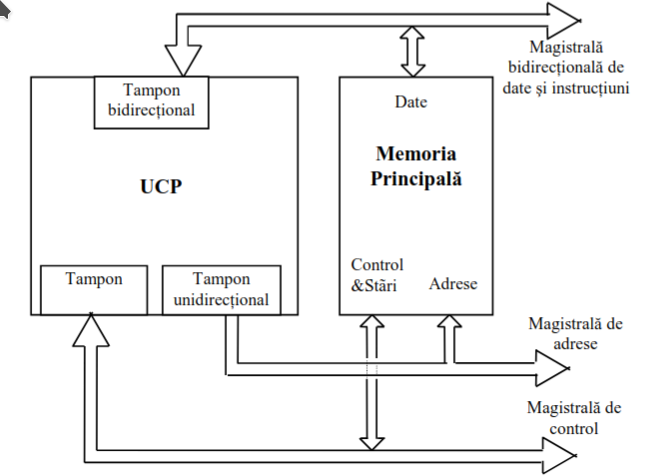 Magistrală
bidirecțională de
date și instrucțiuni
Tampon
bidirecțional
Date
Memoria
Principală
UCP
Control
&Stãri
Adrese
Tampon
Tampon
unidirecțional
Magistrală de
adrese
Magistrală de
control